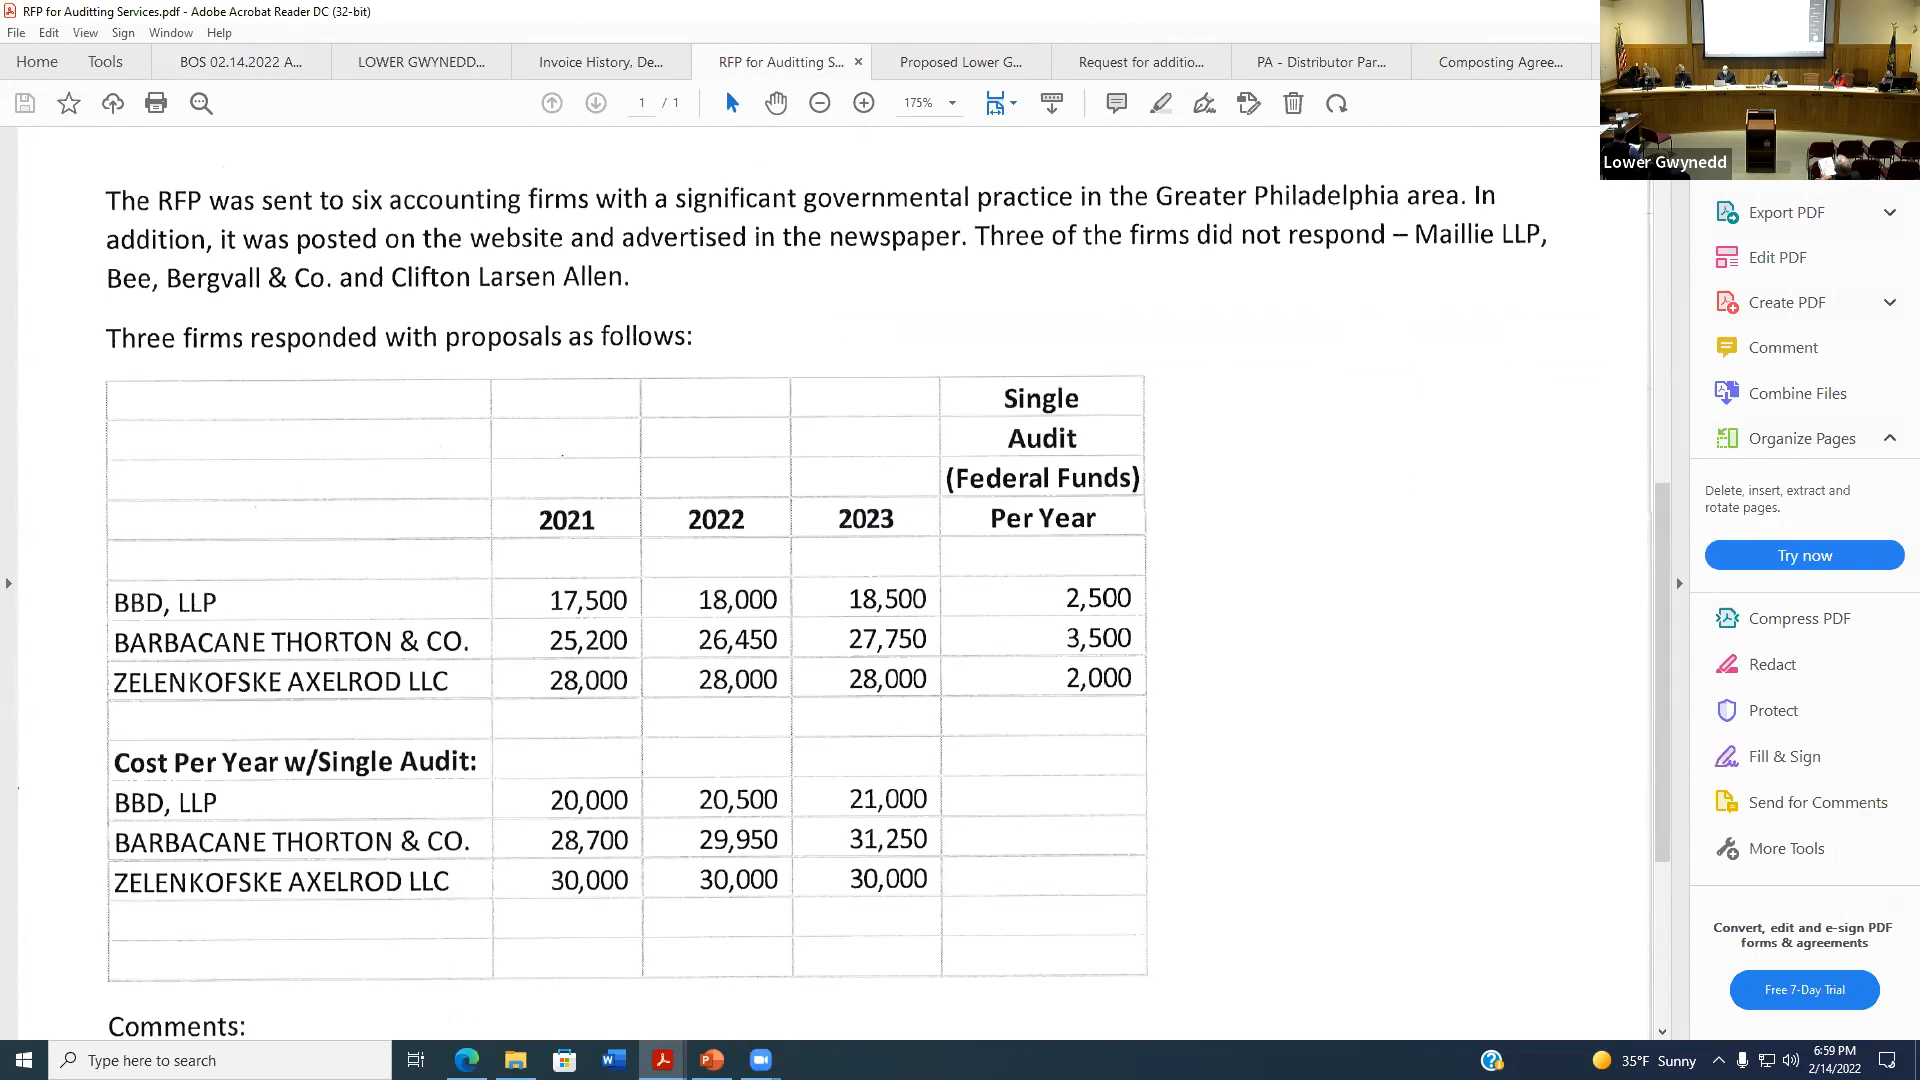 RFP for Auditting Services.pdf - Adobe Acrobat Reader DC (32-bit)
File Edit View Sign Window Help
Home Tools BOS 02.14.2022 A... LOWER GWYNEDD... Invoice History, De... RFP for Auditting S... × Proposed Lower G... Request for additio... PA - Distributor Par... Composting Agree...
1 / 1 175%
Lower Gwynedd
The RFP was sent to six accounting firms with a significant governmental practice in the Greater Philadelphia area. In
addition, it was posted on the website and advertised in the newspaper. Three of the firms did not respond – Maillie LLP,
Bee, Bergvall & Co. and Clifton Larsen Allen.
Three firms responded with proposals as follows:
Single
Audit
(Federal Funds)
2021 2022 2023 Per Year
BBD, LLP 17,500 18,000 18,500 2,500
BARBACANE THORTON & CO. 25,200 26,450 27,750 3,500
ZELENKOFSKE AXELROD LLC 28,000 28,000 28,000 2,000
Cost Per Year w/Single Audit:
BBD, LLP 20,000 20,500 21,000
BARBACANE THORTON & CO. 28,700 29,950 31,250
ZELENKOFSKE AXELROD LLC 30,000 30,000 30,000
Comments:
Export PDF
Edit PDF
Create PDF
Comment
Combine Files
Organize Pages
Delete, insert, extract and
rotate pages.
Try now
Compress PDF
Redact
Protect
Fill & Sign
Send for Comments
More Tools
Convert, edit and e-sign PDF
forms & agreements
Free 7-Day Trial
Type here to search
35°F Sunny
6:59 PM
2/14/2022